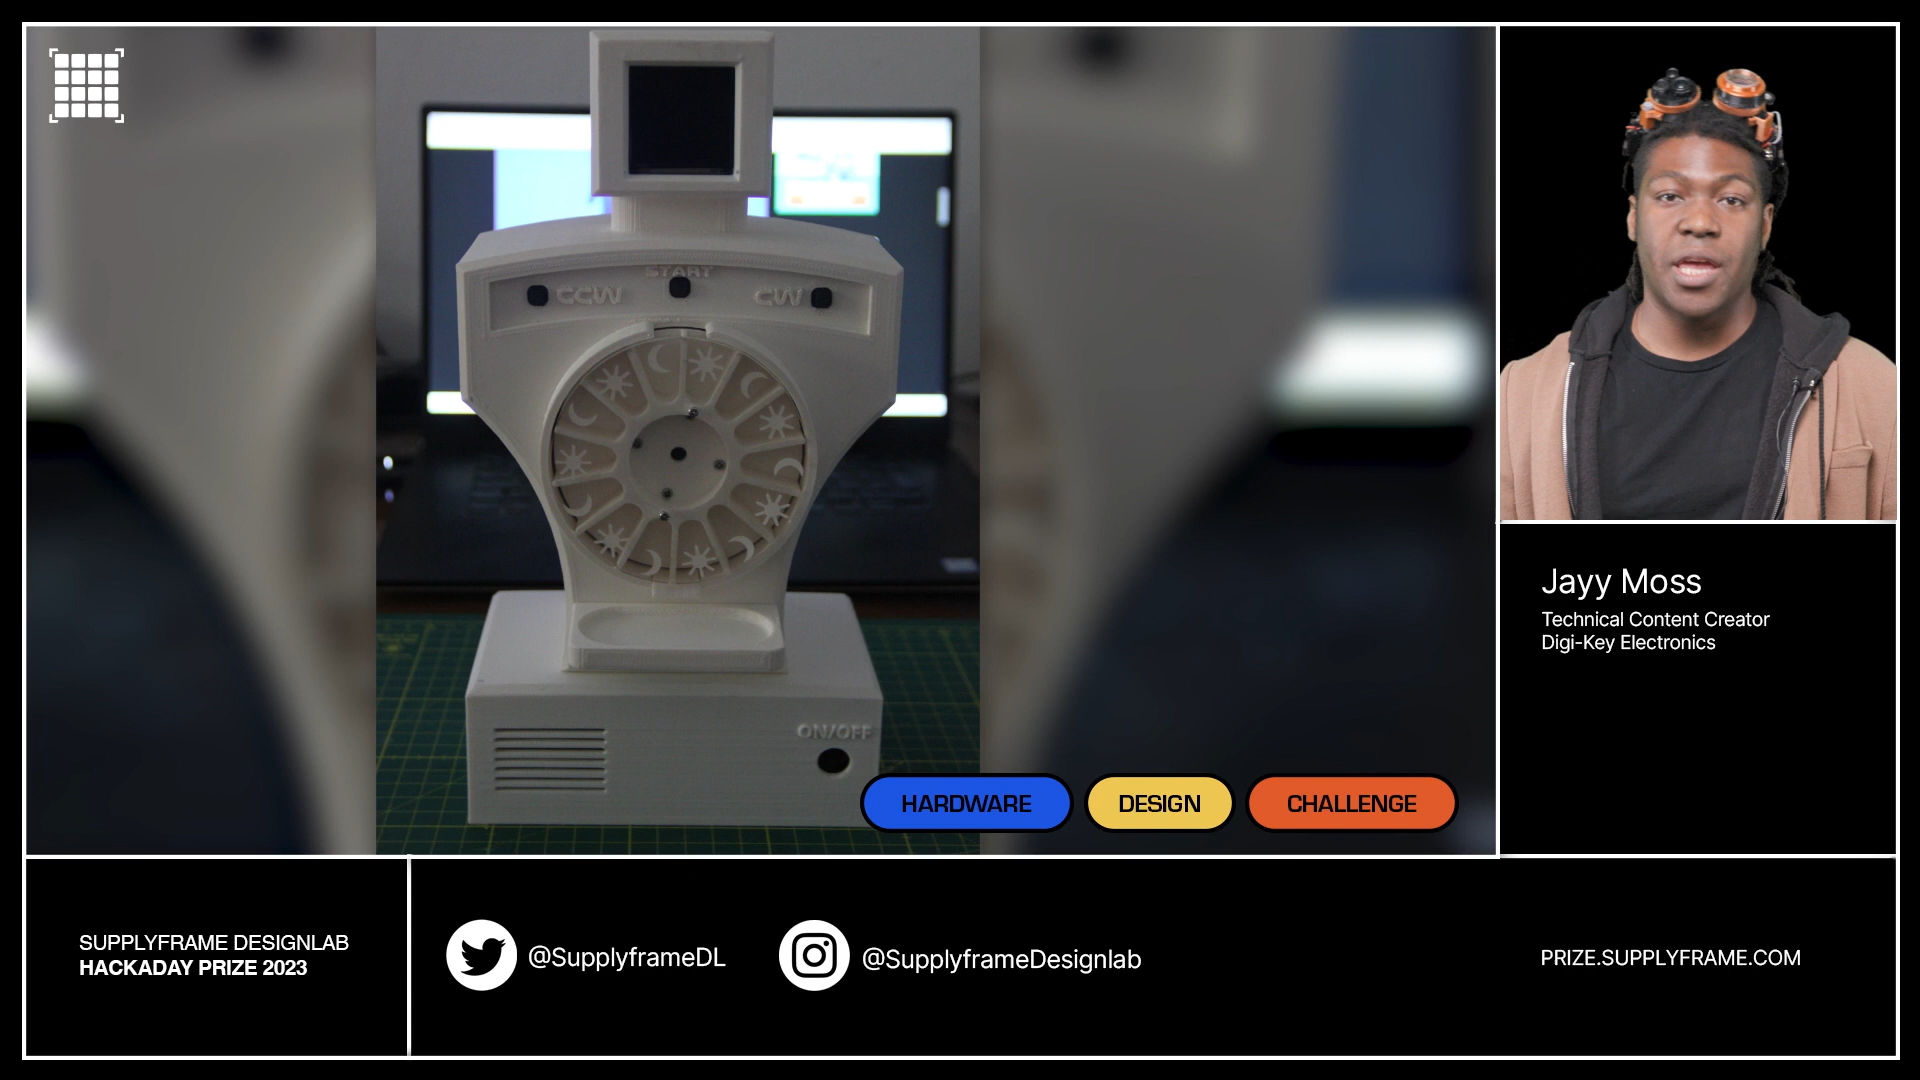 START
CCW
CW
ON/OFF
HARDWARE
DESIGN
CHALLENGE
Jayy Moss
Technical Content Creator
Digi-Key Electronics
SUPPLYFRAME DESIGNLAB
HACKADAY PRIZE 2023
@SupplyframeDL
@SupplyframeDesignlab
PRIZE.SUPPLYFRAME.COM